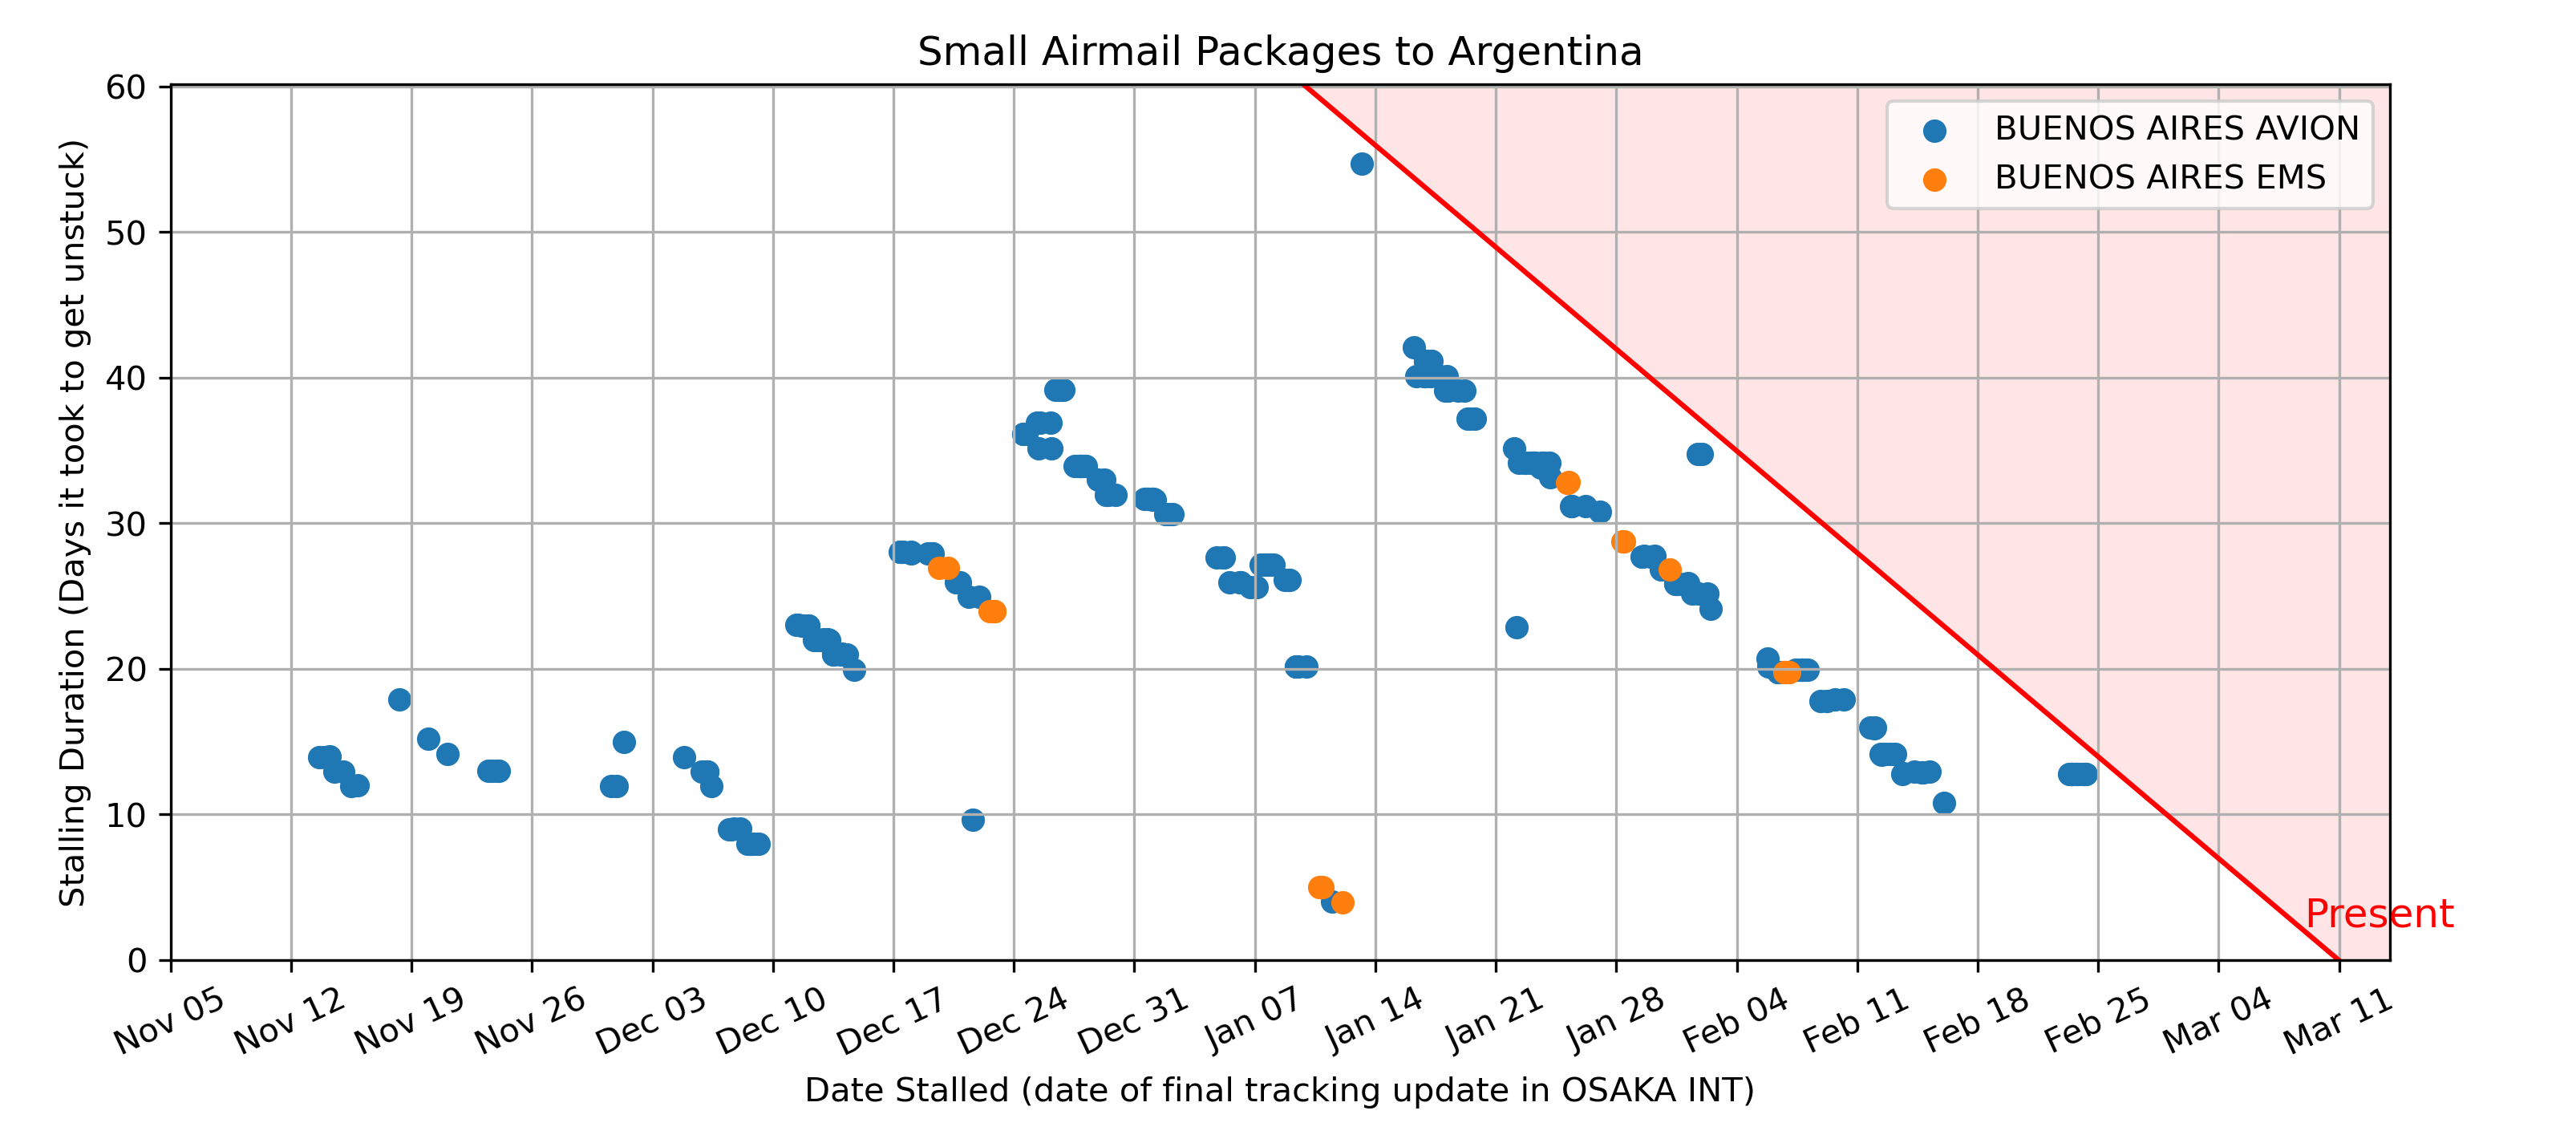 Small Airmail Packages to Argentina
Stalling Duration (Days it took to get unstuck)
60
50
40
30
20
10
0
BUENOS AIRES AVION
BUENOS AIRES EMS
Present
Nov 05
Nov 12
Nov 19
Nov 26
Dec 03
Dec 10
Dec 17
Dec 24
Dec 31
Jan 07
Jan 14
Jan 21
Jan 28
Feb 04
Feb 11
Feb 18
Feb 25
Mar 04
Mar 11
Date Stalled (date of final tracking update in OSAKA INT)